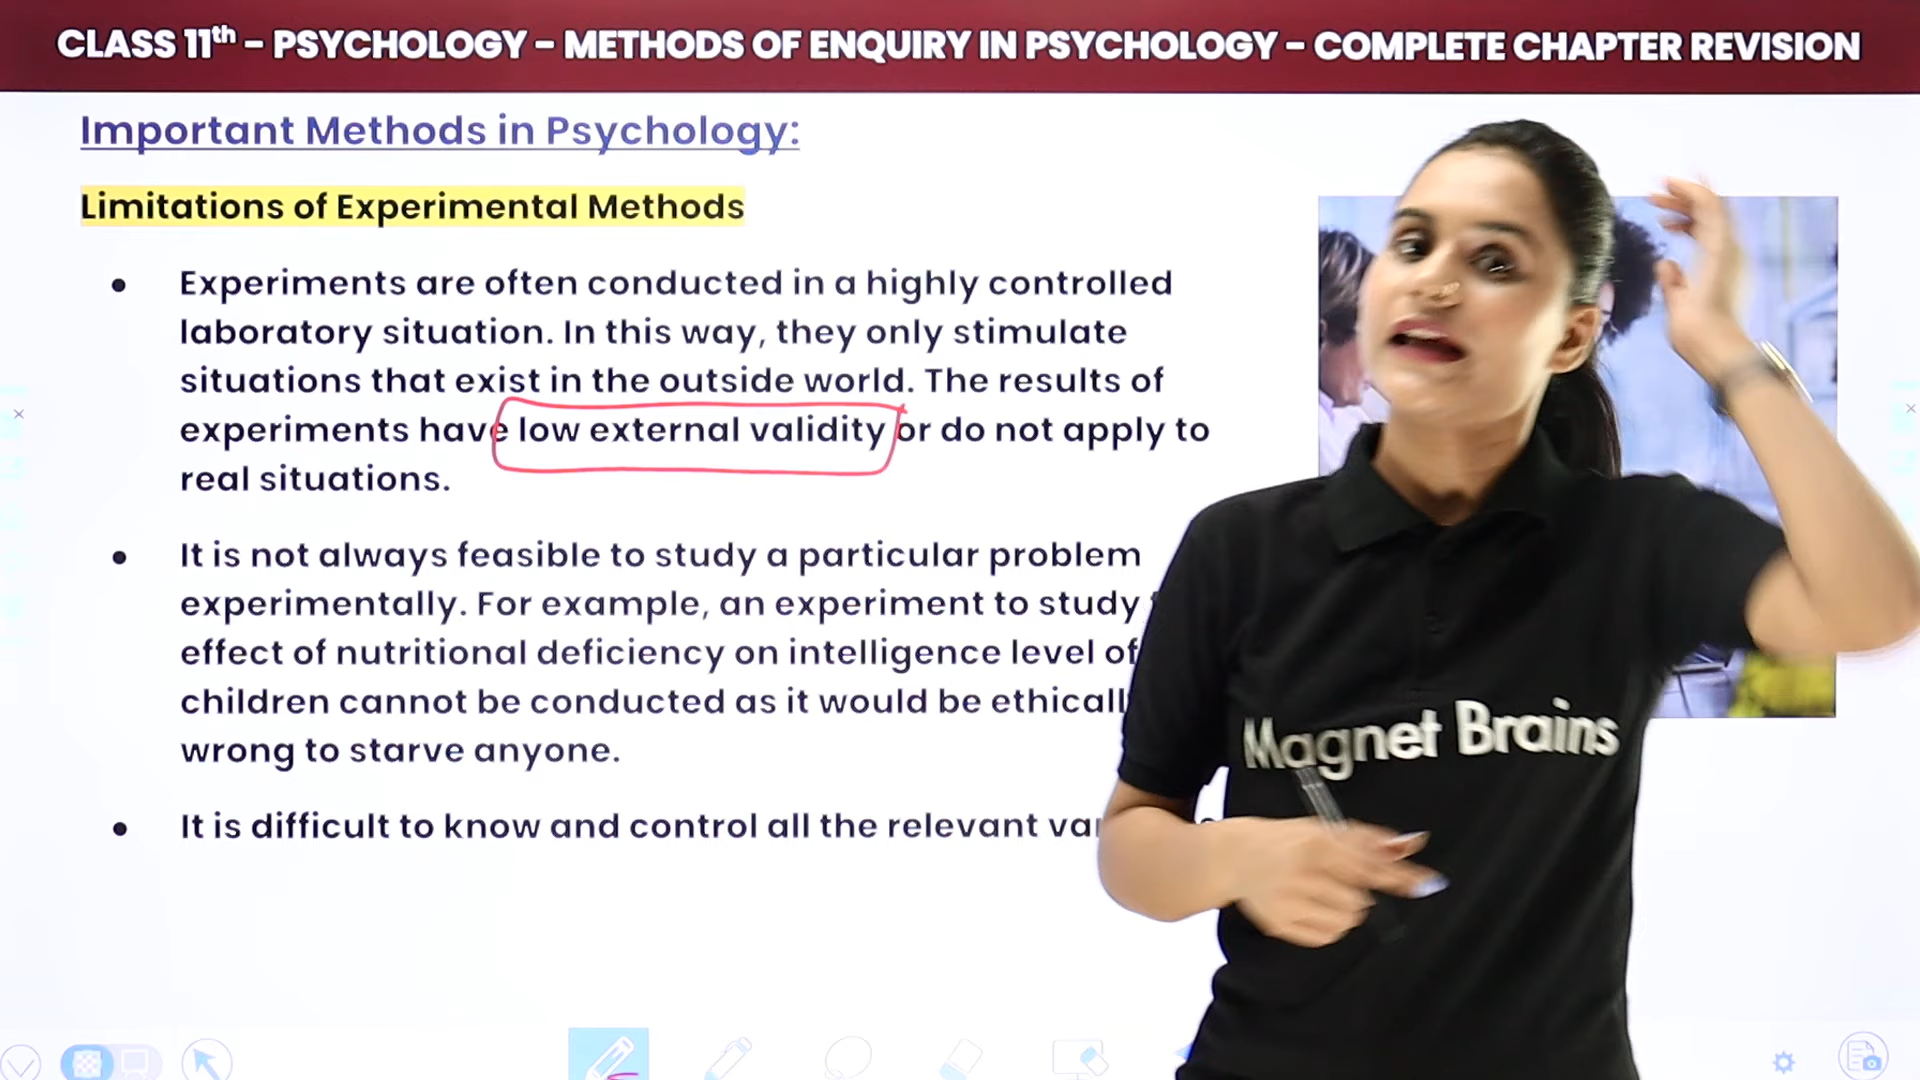 CLASS 11th – PSYCHOLOGY – METHODS OF ENQUIRY IN PSYCHOLOGY – COMPLETE CHAPTER REVISION
Important Methods in Psychology:
Limitations of Experimental Methods
• Experiments are often conducted in a highly controlled
laboratory situation. In this way, they only stimulate
situations that exist in the outside world. The results of
experiments have low external validity or do not apply to
real situations.
• It is not always feasible to study a particular problem
experimentally. For example, an experiment to study
effect of nutritional deficiency on intelligence level of
children cannot be conducted as it would be
wrong to starve anyone.
• It is difficult to know and control all the relevant
Magnet Brains